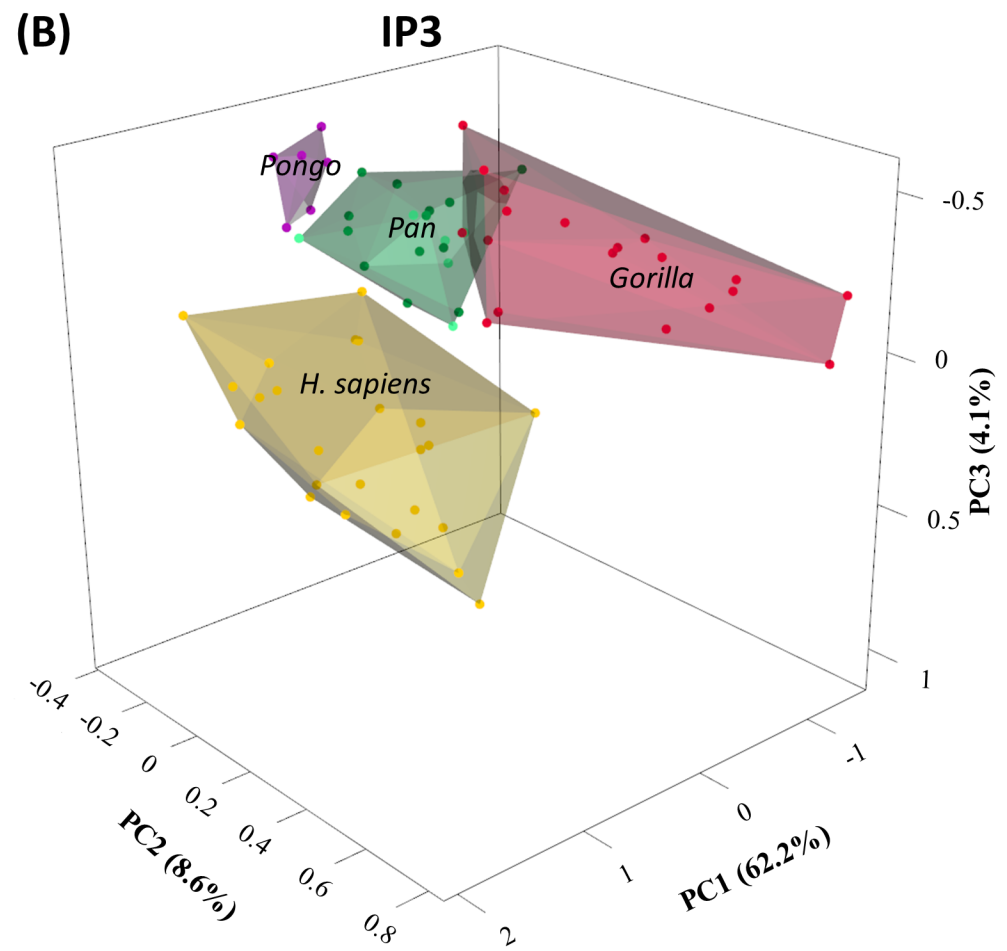 (B)
IP3
Pongo
Pan
Gorilla
H. sapiens
-0.5
0
0.5
1
PC3 (4.1%)
-0.4
-0.2
0
0.2
0.4
0.6
0.8
PC2 (8.6%)
-1
0
1
2
PC1 (62.2%)